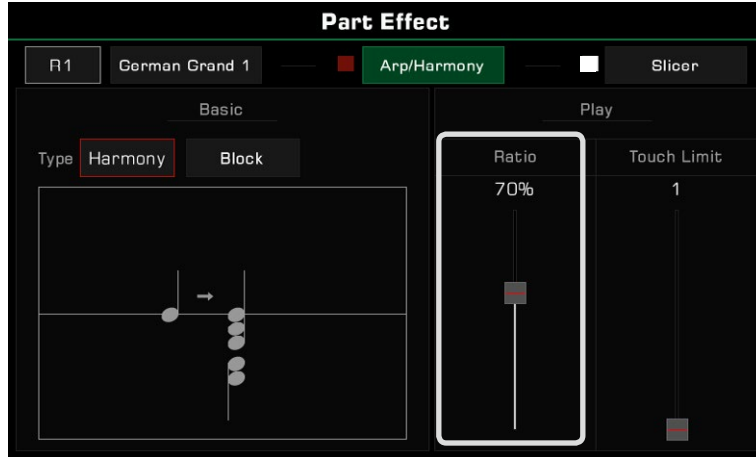 Part Effect
R1 German Grand 1 Arp/Harmony Slicer
Basic Play
Type Harmony Block
Ratio Touch Limit
70% 1